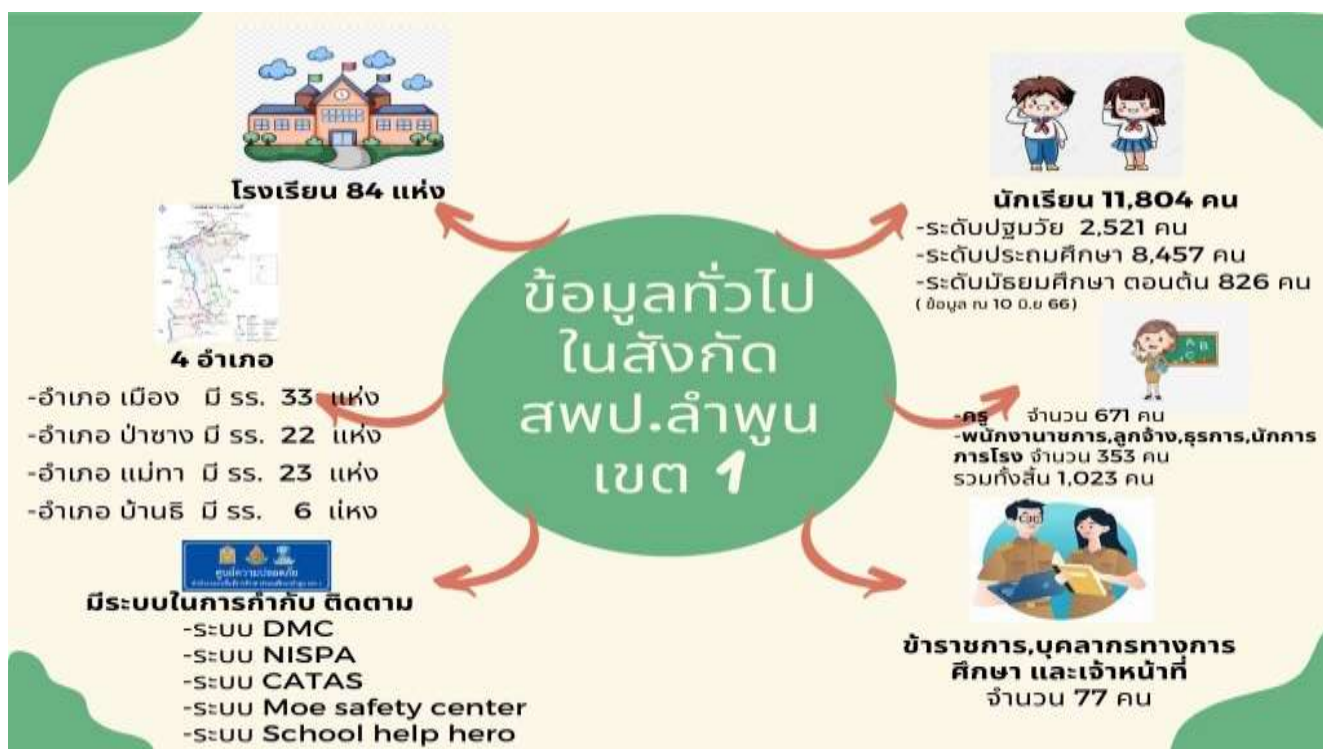 โรงเรียน 84 แห่ง
4 อำเภอ
-อำเภอ เมือง มี รร. 33 แห่ง
-อำเภอ ป่าซาง มี รร. 22 แห่ง
-อำเภอ แม่ทา มี รร. 23 แห่ง
-อำเภอ บ้านธิ มี รร. 6 แห่ง
ศูนย์ความปลอดภัย
มีระบบในการกำกับ ติดตาม
-ระบบ DMC
-ระบบ NISPA
-ระบบ CATAS
-ระบบ Moe safety center
-ระบบ School help hero
ข้อมูลทั่วไป
ในสังกัด
สพป.ลำพูน
เขต 1
นักเรียน 11,804 คน
-ระดับปฐมวัย 2,521 คน
-ระดับประถมศึกษา 8,457 คน
-ระดับมัธยมศึกษา ตอนต้น 826 คน
( ข้อมูล ณ 10 มิ.ย 66)
A B
-ครู จำนวน 671 คน
-พนักงานาชการ,ลูกจ้าง,ธุรการ,นักการ
ภารโรง จำนวน 353 คน
รวมทั้งสิ้น 1,023 คน
ข้าราชการ,บุคลากรทางการ
ศึกษา และเจ้าหน้าที่
จำนวน 77 คน